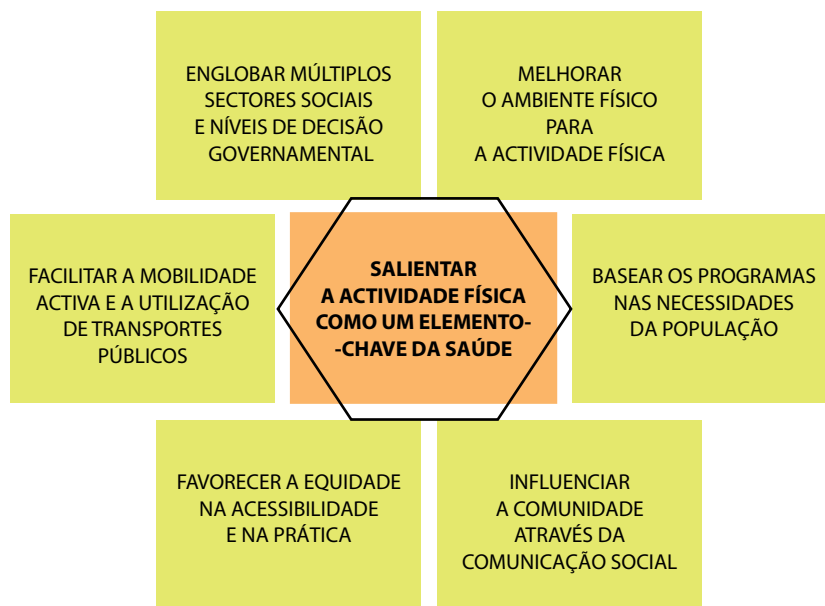 ENGLOBAR MÚLTIPLOS
SECTORES SOCIAIS
E NÍVEIS DE DECISÃO
GOVERNAMENTAL
MELHORAR
O AMBIENTE FÍSICO
PARA
A ACTIVIDADE FÍSICA
FACILITAR A MOBILIDADE
ACTIVA E A UTILIZAÇÃO
DE TRANSPORTES
PÚBLICOS
SALIENTAR
A ACTIVIDADE FÍSICA
COMO UM ELEMENTO-
-CHAVE DA SAÚDE
BASEAR OS PROGRAMAS
NAS NECESSIDADES
DA POPULAÇÃO
FAVORECER A EQUIDADE
NA ACESSIBILIDADE
E NA PRÁTICA
INFLUENCIAR
A COMUNIDADE
ATRAVÉS DA
COMUNICAÇÃO SOCIAL